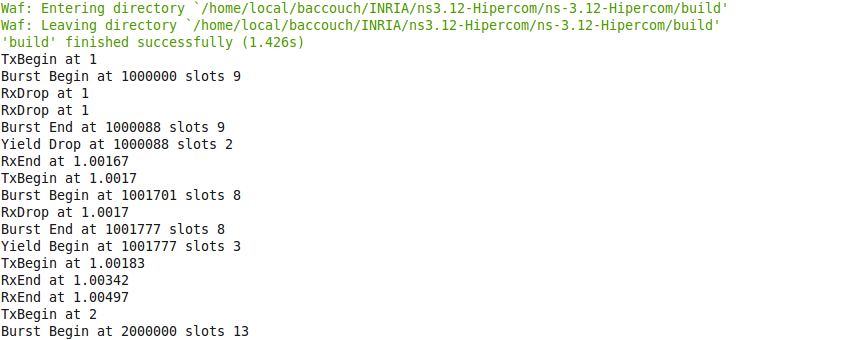 Waf: Entering directory `/home/local/baccouch/INRIA/ns3.12-Hipercom/ns-3.12-Hipercom/build'
Waf: Leaving directory `/home/local/baccouch/INRIA/ns3.12-Hipercom/ns-3.12-Hipercom/build'
'build' finished successfully (1.426s)
TxBegin at 1
Burst Begin at 1000000 slots 9
RxDrop at 1
RxDrop at 1
Burst End at 1000088 slots 9
Yield Drop at 1000088 slots 2
RxEnd at 1.00167
TxBegin at 1.0017
Burst Begin at 1001701 slots 8
RxDrop at 1.0017
Burst End at 1001777 slots 8
Yield Begin at 1001777 slots 3
TxBegin at 1.00183
RxEnd at 1.00342
RxEnd at 1.00497
TxBegin at 2
Burst Begin at 2000000 slots 13